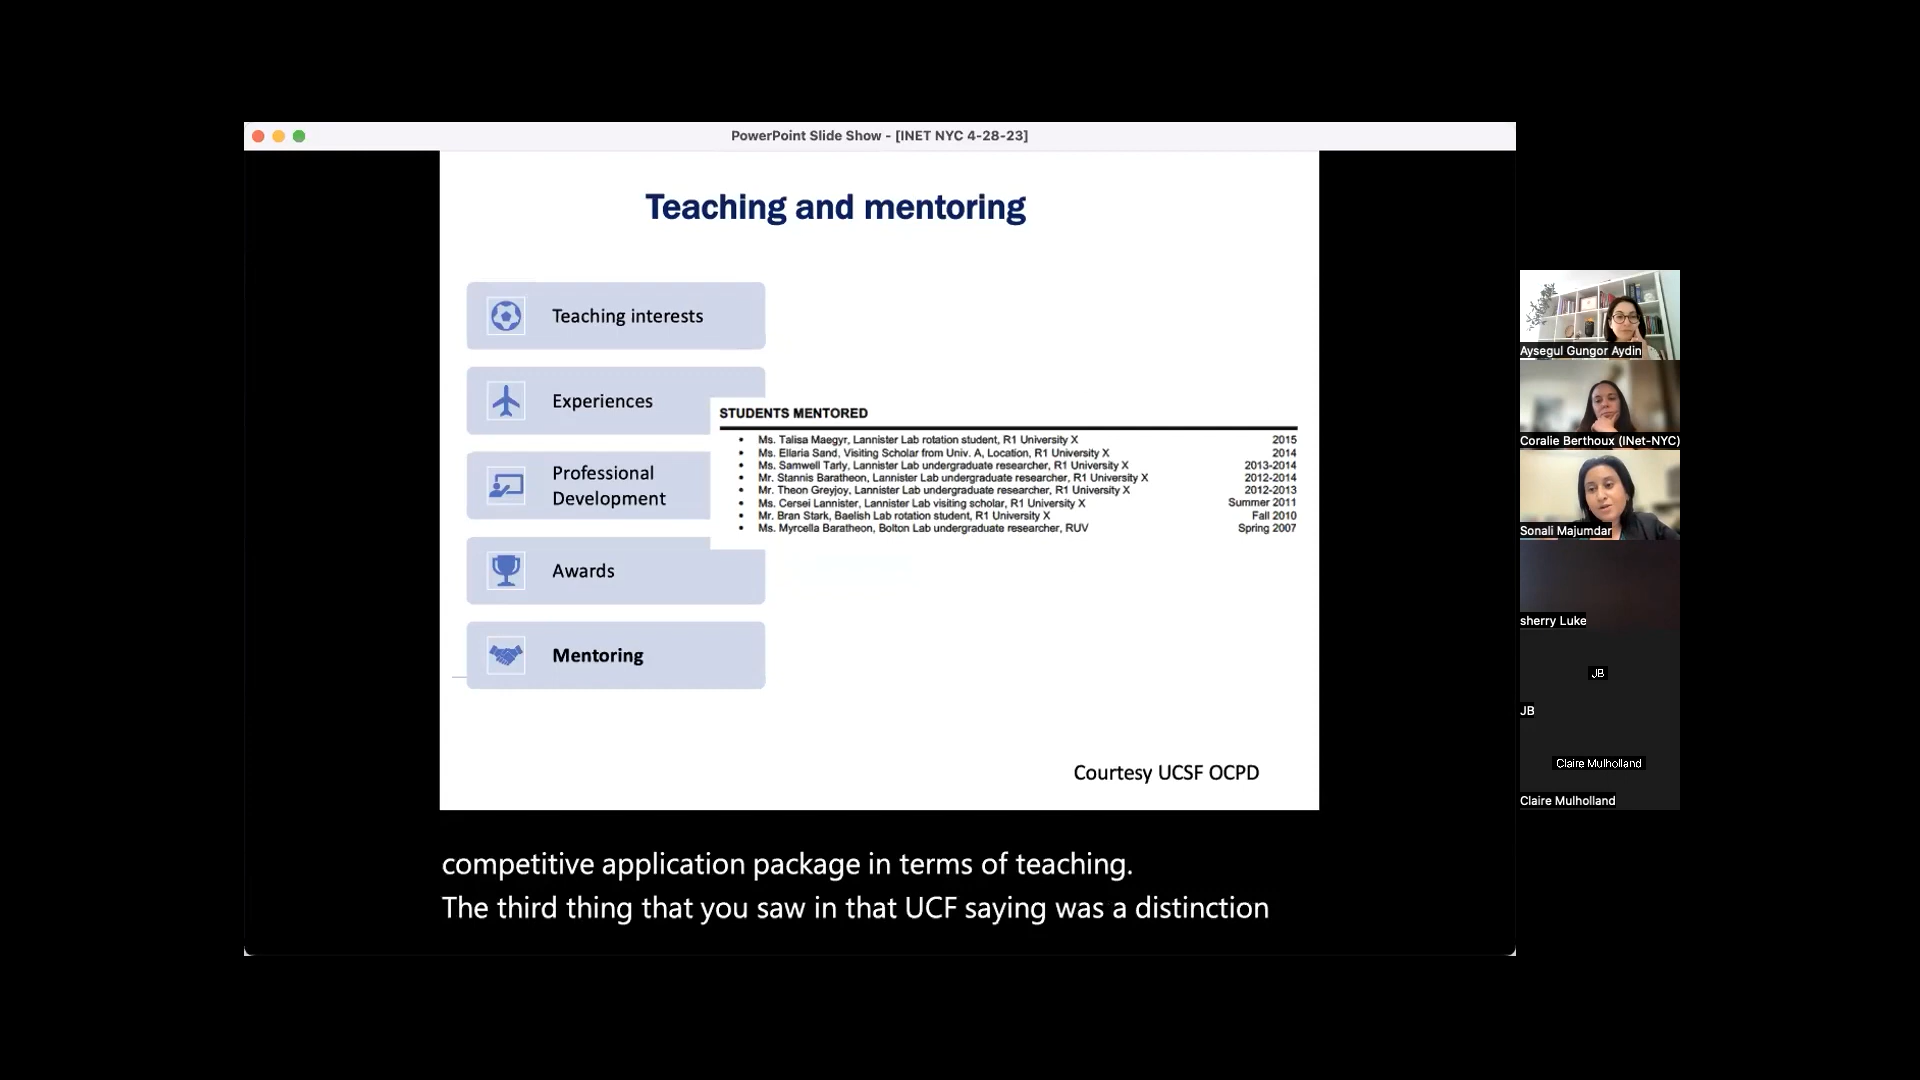 PowerPoint Slide Show - [INET NYC 4-28-23]
Teaching and mentoring
Teaching interests
Experiences
Professional
Development
Awards
Mentoring
STUDENTS MENTORED
• Ms. Talisa Maegyr, Lannister Lab rotation student, R1 University X 2015
• Ms. Ellaria Sand, Visiting Scholar from Univ. A, Location, R1 University X 2014
• Ms. Samwell Tarly, Lannister Lab undergraduate researcher, R1 University X 2013-2014
• Mr. Stannis Baratheon, Lannister Lab undergraduate researcher, R1 University X 2012-2014
• Mr. Theon Greyjoy, Lannister Lab undergraduate researcher, R1 University X 2012-2013
• Ms. Cersei Lannister, Lannister Lab visiting scholar, R1 University X Summer 2011
• Mr. Bran Stark, Baelish Lab rotation student, R1 University X Fall 2010
• Ms. Myrcella Baratheon, Bolton Lab undergraduate researcher, RUV Spring 2007
Courtesy UCSF OCPD
competitive application package in terms of teaching.
The third thing that you saw in that UCF saying was a distinction
Aysegul Gungor Aydin
Coralie Berthoux (INet-NYC)
Sonali Majumdar
sherry Luke
JB
JB
Claire Mulholland
Claire Mulholland